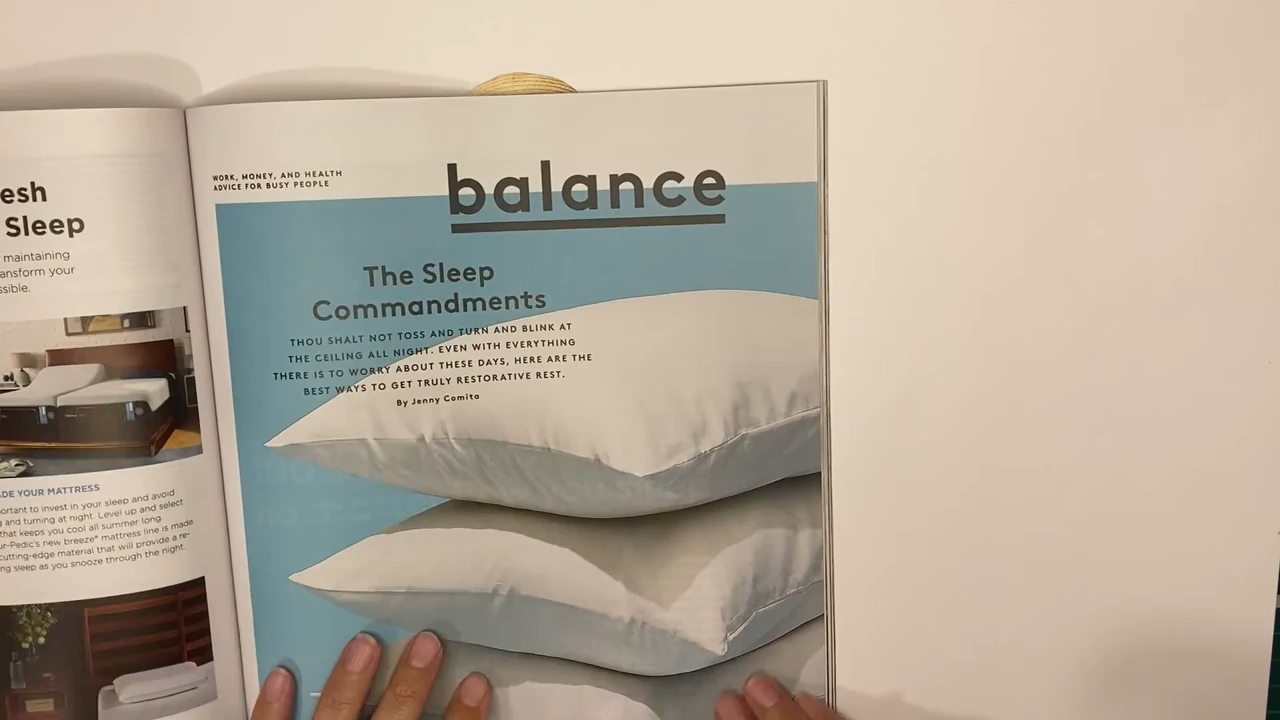 esh
Sleep
maintaining
ansform your
ssible.
DE YOUR MATTRESS
ortant to invest in your sleep and avoid
g and turning at night. Level up and select
that keeps you cool all summer long.
ur-Pedic's new breeze® mattress line is made
cutting-edge material that will provide a re-
ng sleep as you snooze through the night.
WORK, MONEY, AND HEALTH
ADVICE FOR BUSY PEOPLE
balance
The Sleep
Commandments
THOU SHALT NOT TOSS AND TURN AND BLINK AT
THE CEILING ALL NIGHT. EVEN WITH EVERYTHING
THERE IS TO WORRY ABOUT THESE DAYS, HERE ARE THE
BEST WAYS TO GET TRULY RESTORATIVE REST.
By Jenny Comita